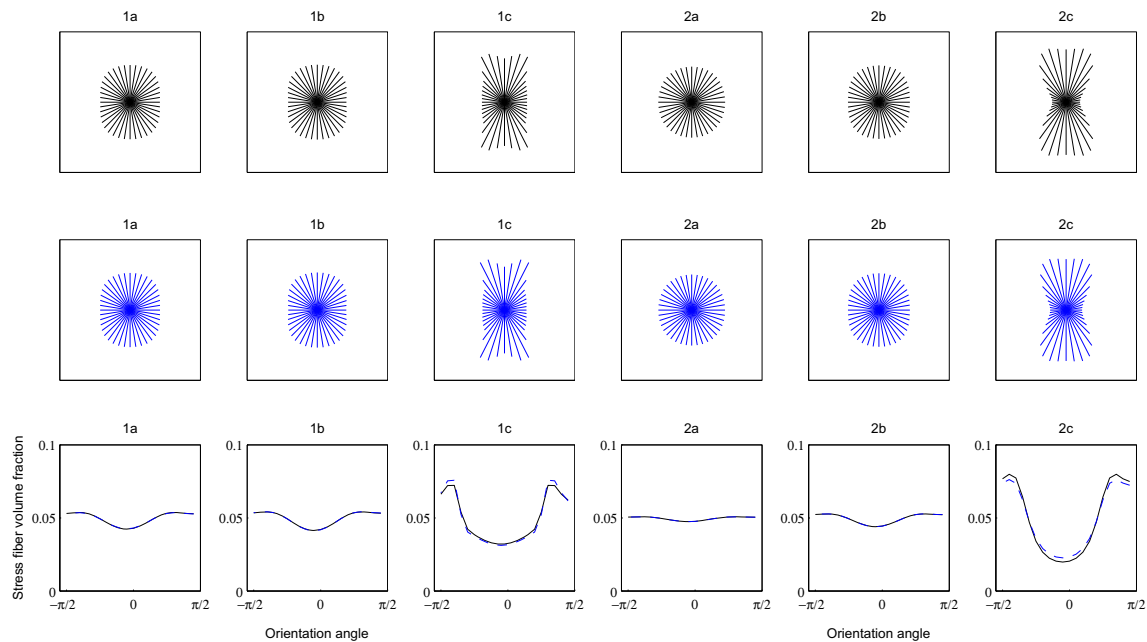 1a 1b 1c 2a 2b 2c
1a 1b 1c 2a 2b 2c
1a 1b 1c 2a 2b 2c
Stress fiber volume fraction
0.1 0.1 0.1 0.1 0.1 0.1
0.05 0.05 0.05 0.05 0.05 0.05
0 0 0 0 0 0
−π/2 0 π/2 −π/2 0 π/2 −π/2 0 π/2 −π/2 0 π/2 −π/2 0 π/2 −π/2 0 π/2
Orientation angle Orientation angle